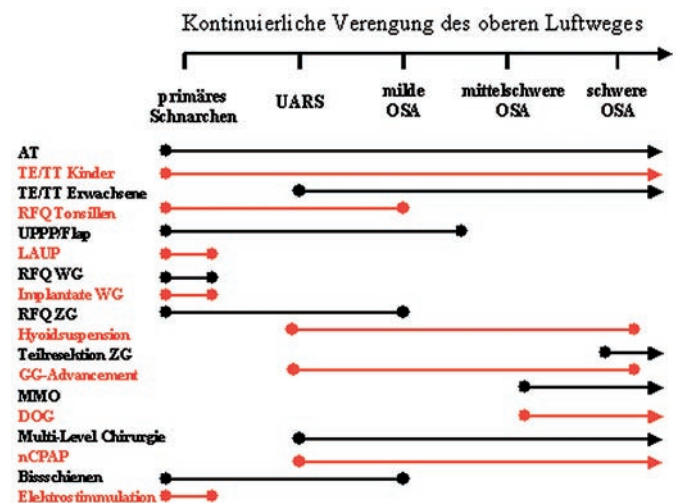 Kontinuierliche Verengung des oberen Luftweges
primäres
Schnarchen
UARS
milde
OSA
mittelschwere
OSA
schwere
OSA
AT
TE/TT Kinder
TE/TT Erwachsene
RFQ Tonsillen
UPPP/Flap
LAUP
RFQ WG
Implantate WG
RFQ ZG
Hyoidsuspension
Teilresektion ZG
GG-Advancement
MMO
DOG
Multi-Level Chirurgie
nCPAP
Bissschienen
Elektrostimulation